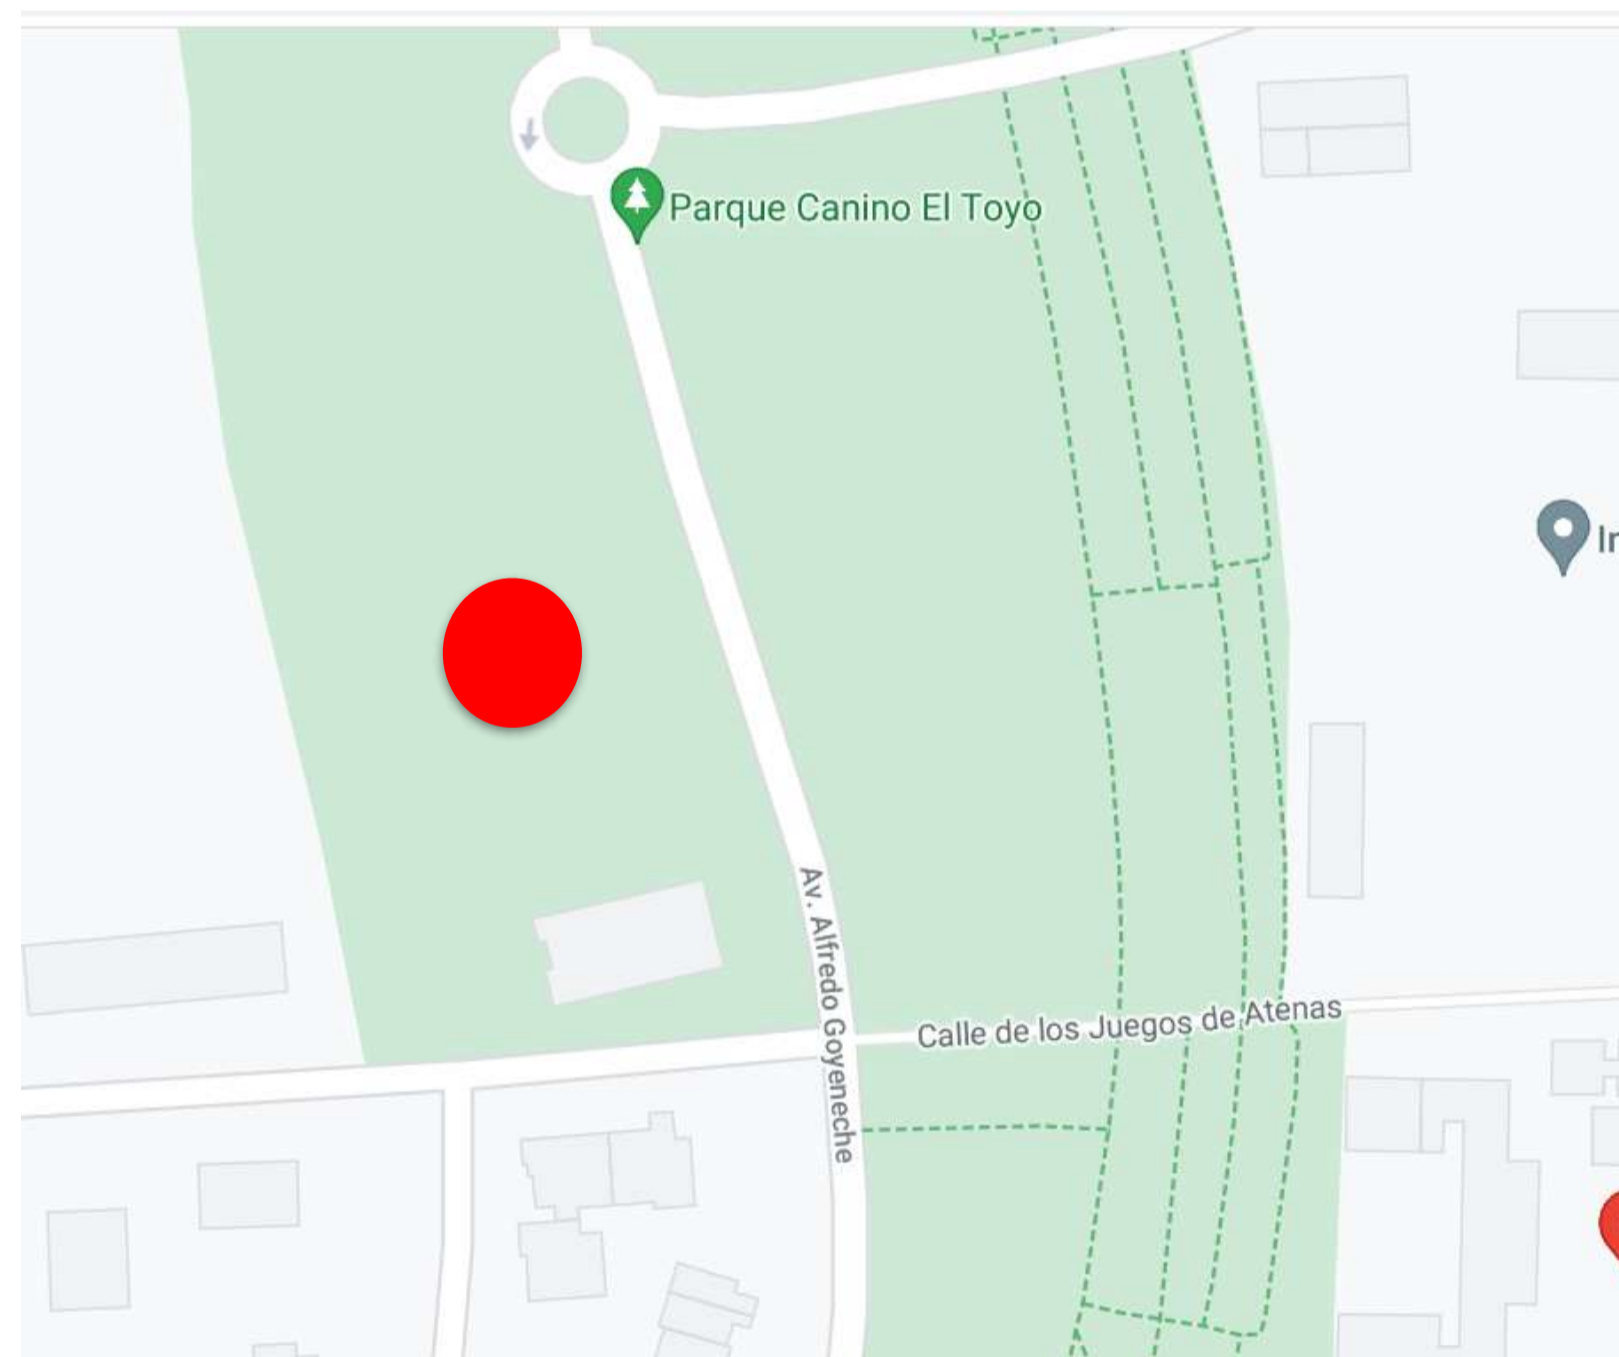 Parque Canino El Toyo
Av. Alfredo Goyeneche
Calle de los Juegos de Atenas